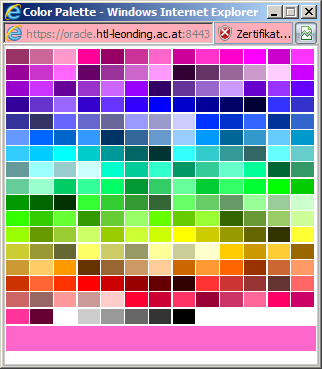 Color Palette - Windows Internet Explorer
https://oracle.htl-leonding.ac.at:8443
Zertifikat...